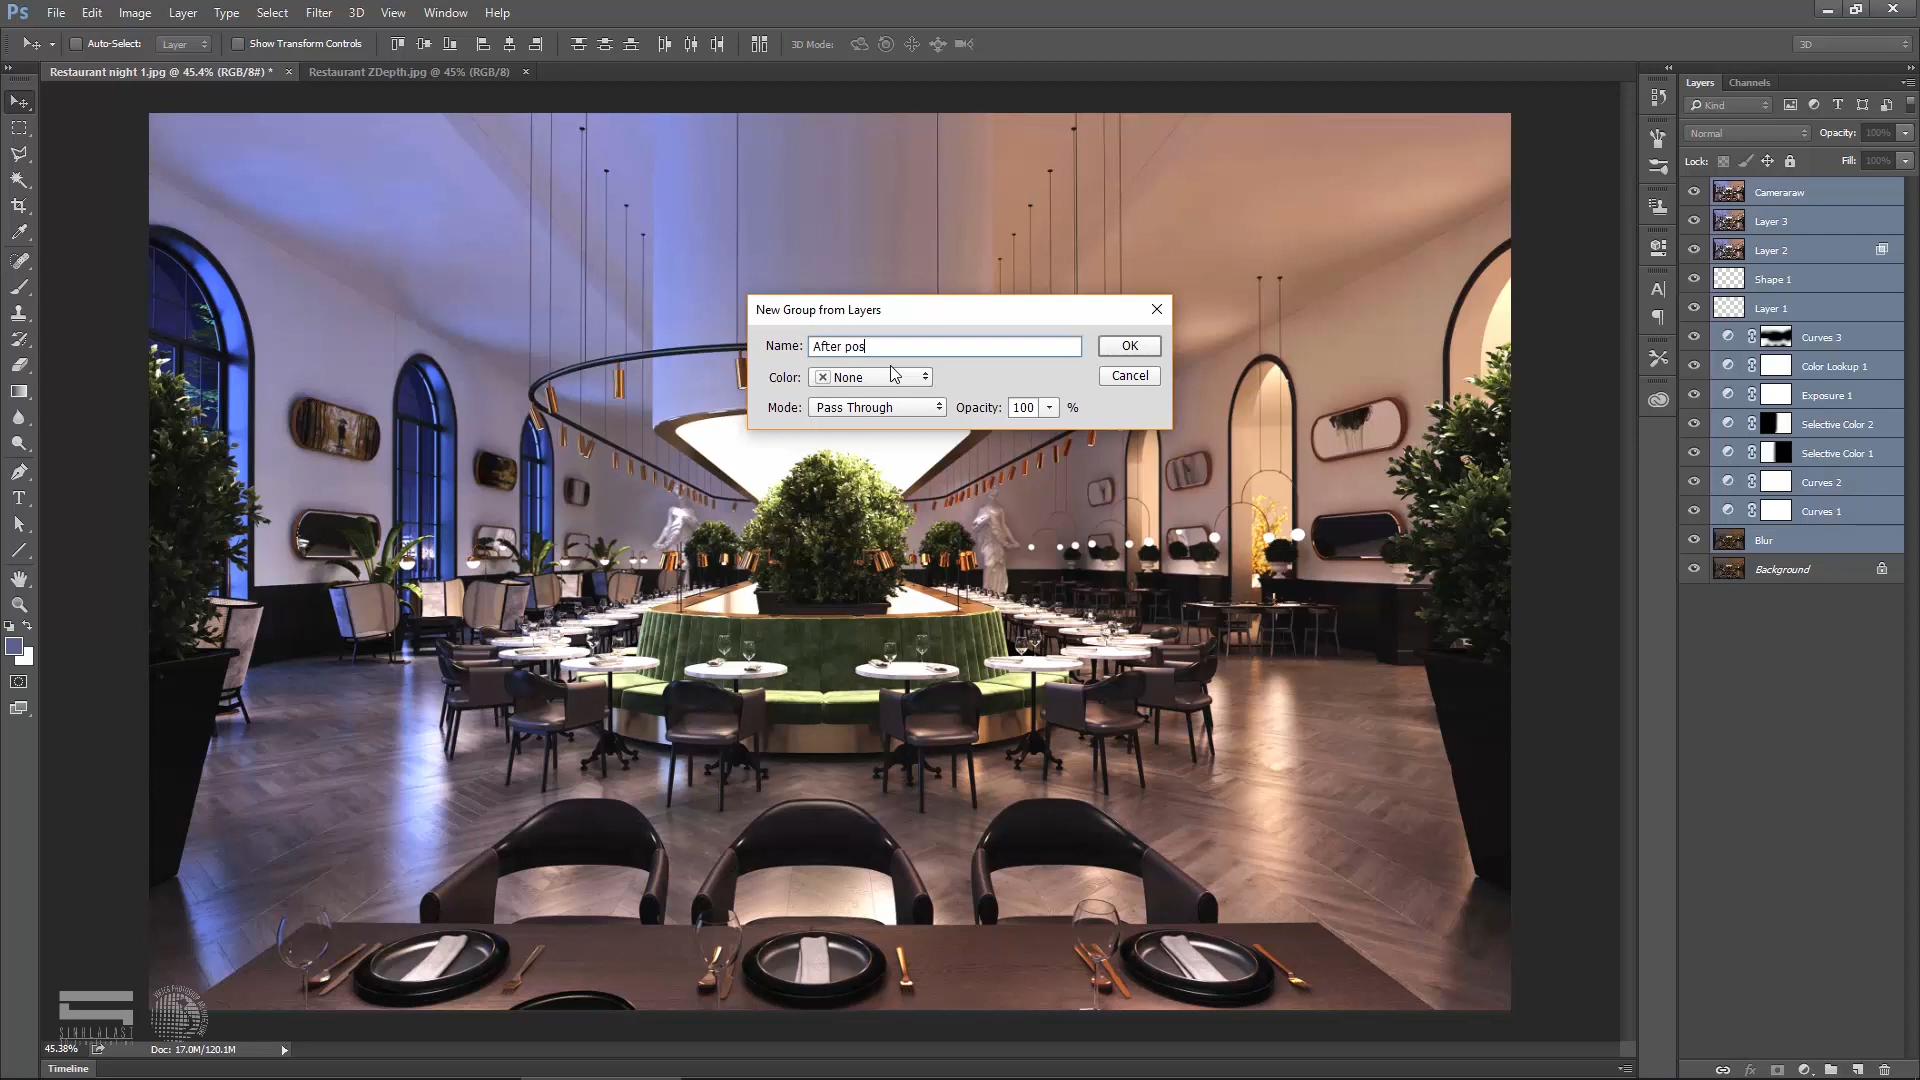 Ps File Edit Image Layer Type Select Filter 3D View Window Help
Auto-Select: Layer Show Transform Controls 3D Mode: 3D
Restaurant night 1.jpg @ 45.4% (RGB/8#) * × Restaurant ZDepth.jpg @ 45% (RGB/8) ×
Layers Channels
Kind
Normal Opacity: 100%
Lock: Fill: 100%
Cameraraw
Layer 3
Layer 2
Shape 1
Layer 1
Curves 3
Color Lookup 1
Exposure 1
Selective Color 2
Selective Color 1
Curves 2
Curves 1
Blur
Background
New Group from Layers
Name: After pos OK
Color: None Cancel
Mode: Pass Through Opacity: 100 %
45.38% Doc: 17.0M/120.1M
Timeline